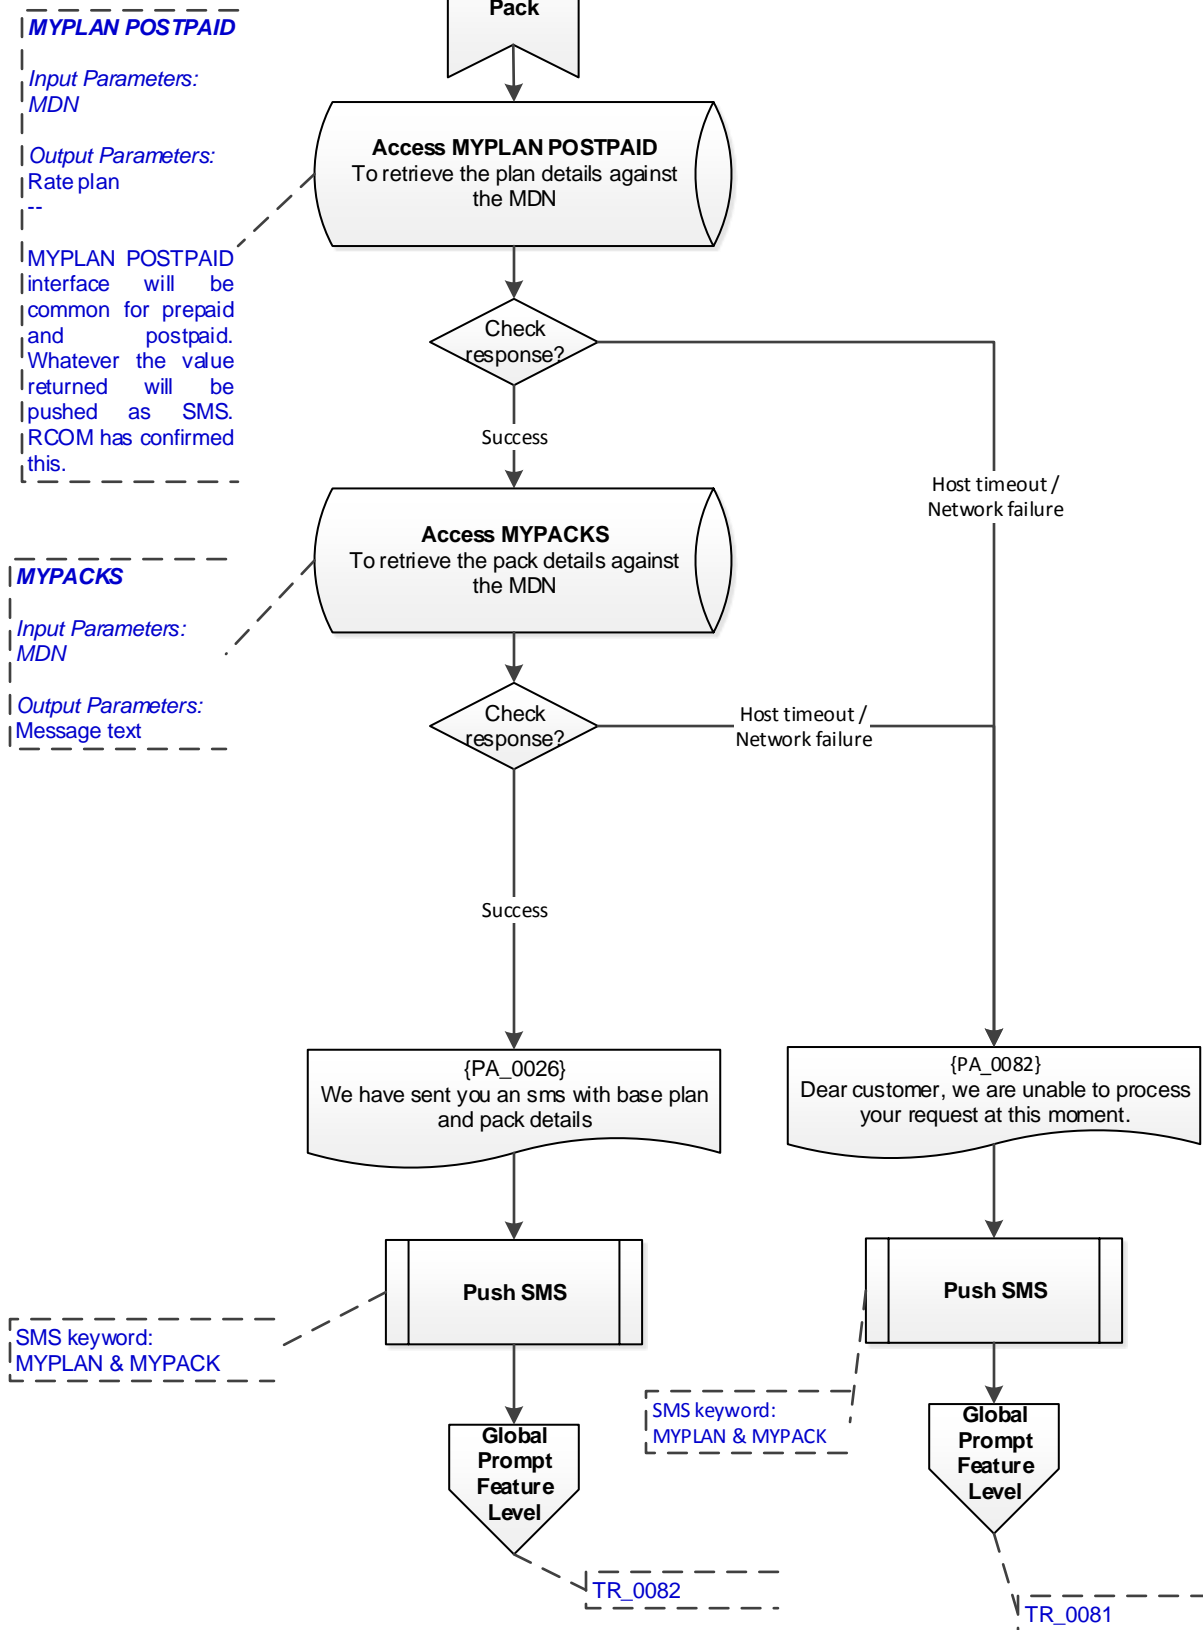 Pack
MYPLAN POSTPAID
Input Parameters:
MDN
Output Parameters:
Rate plan
--
MYPLAN POSTPAID
interface will be
common for prepaid
and postpaid.
Whatever the value
returned will be
pushed as SMS.
RCOM has confirmed
this.
Access MYPLAN POSTPAID
To retrieve the plan details against
the MDN
Check
response?
Success
Host timeout /
Network failure
Access MYPACKS
To retrieve the pack details against
the MDN
MYPACKS
Input Parameters:
MDN
Output Parameters:
Message text
Check
response?
Host timeout /
Network failure
Success
{PA_0026}
We have sent you an sms with base plan
and pack details
{PA_0082}
Dear customer, we are unable to process
your request at this moment.
Push SMS
Push SMS
SMS keyword:
MYPLAN & MYPACK
SMS keyword:
MYPLAN & MYPACK
Global
Prompt
Feature
Level
Global
Prompt
Feature
Level
TR_0082
TR_0081